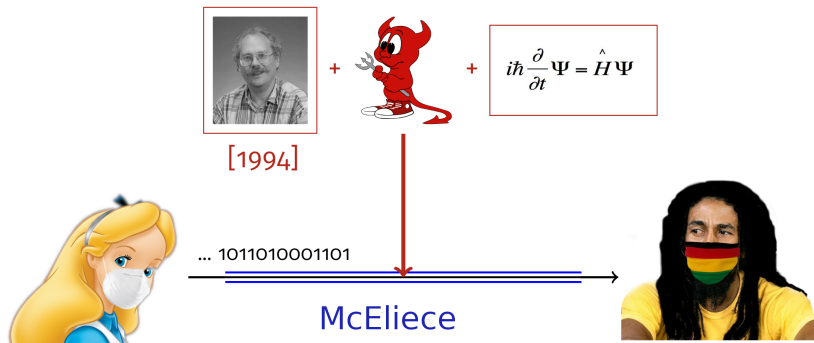 + + iħ ∂/∂t Ψ = Ĥ Ψ
[1994]
... 1011010001101
McEliece